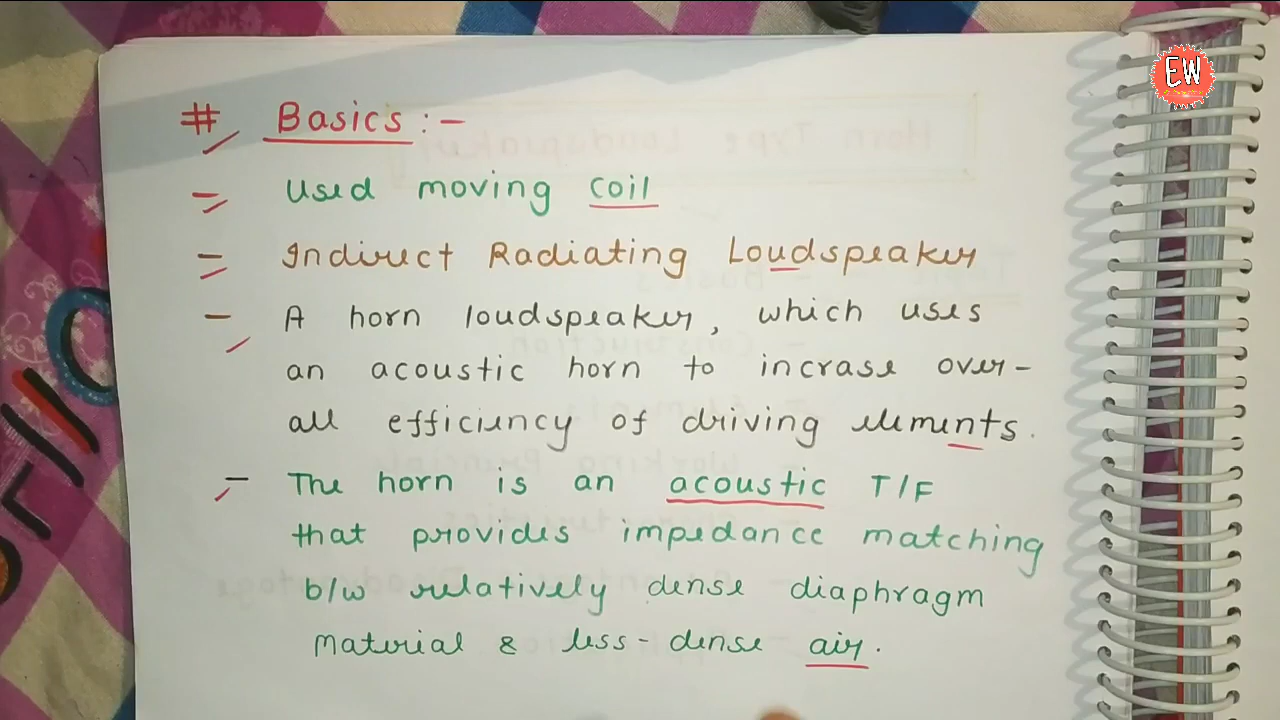 # Basics :-
- Used moving coil
- Indirect Radiating Loudspeaker
- A horn loudspeaker, which uses
an acoustic horn to incrase over-
all efficiency of driving elements.
- The horn is an acoustic T/F
that provides impedance matching
b/w relatively dense diaphragm
material & less-dense air.
EW